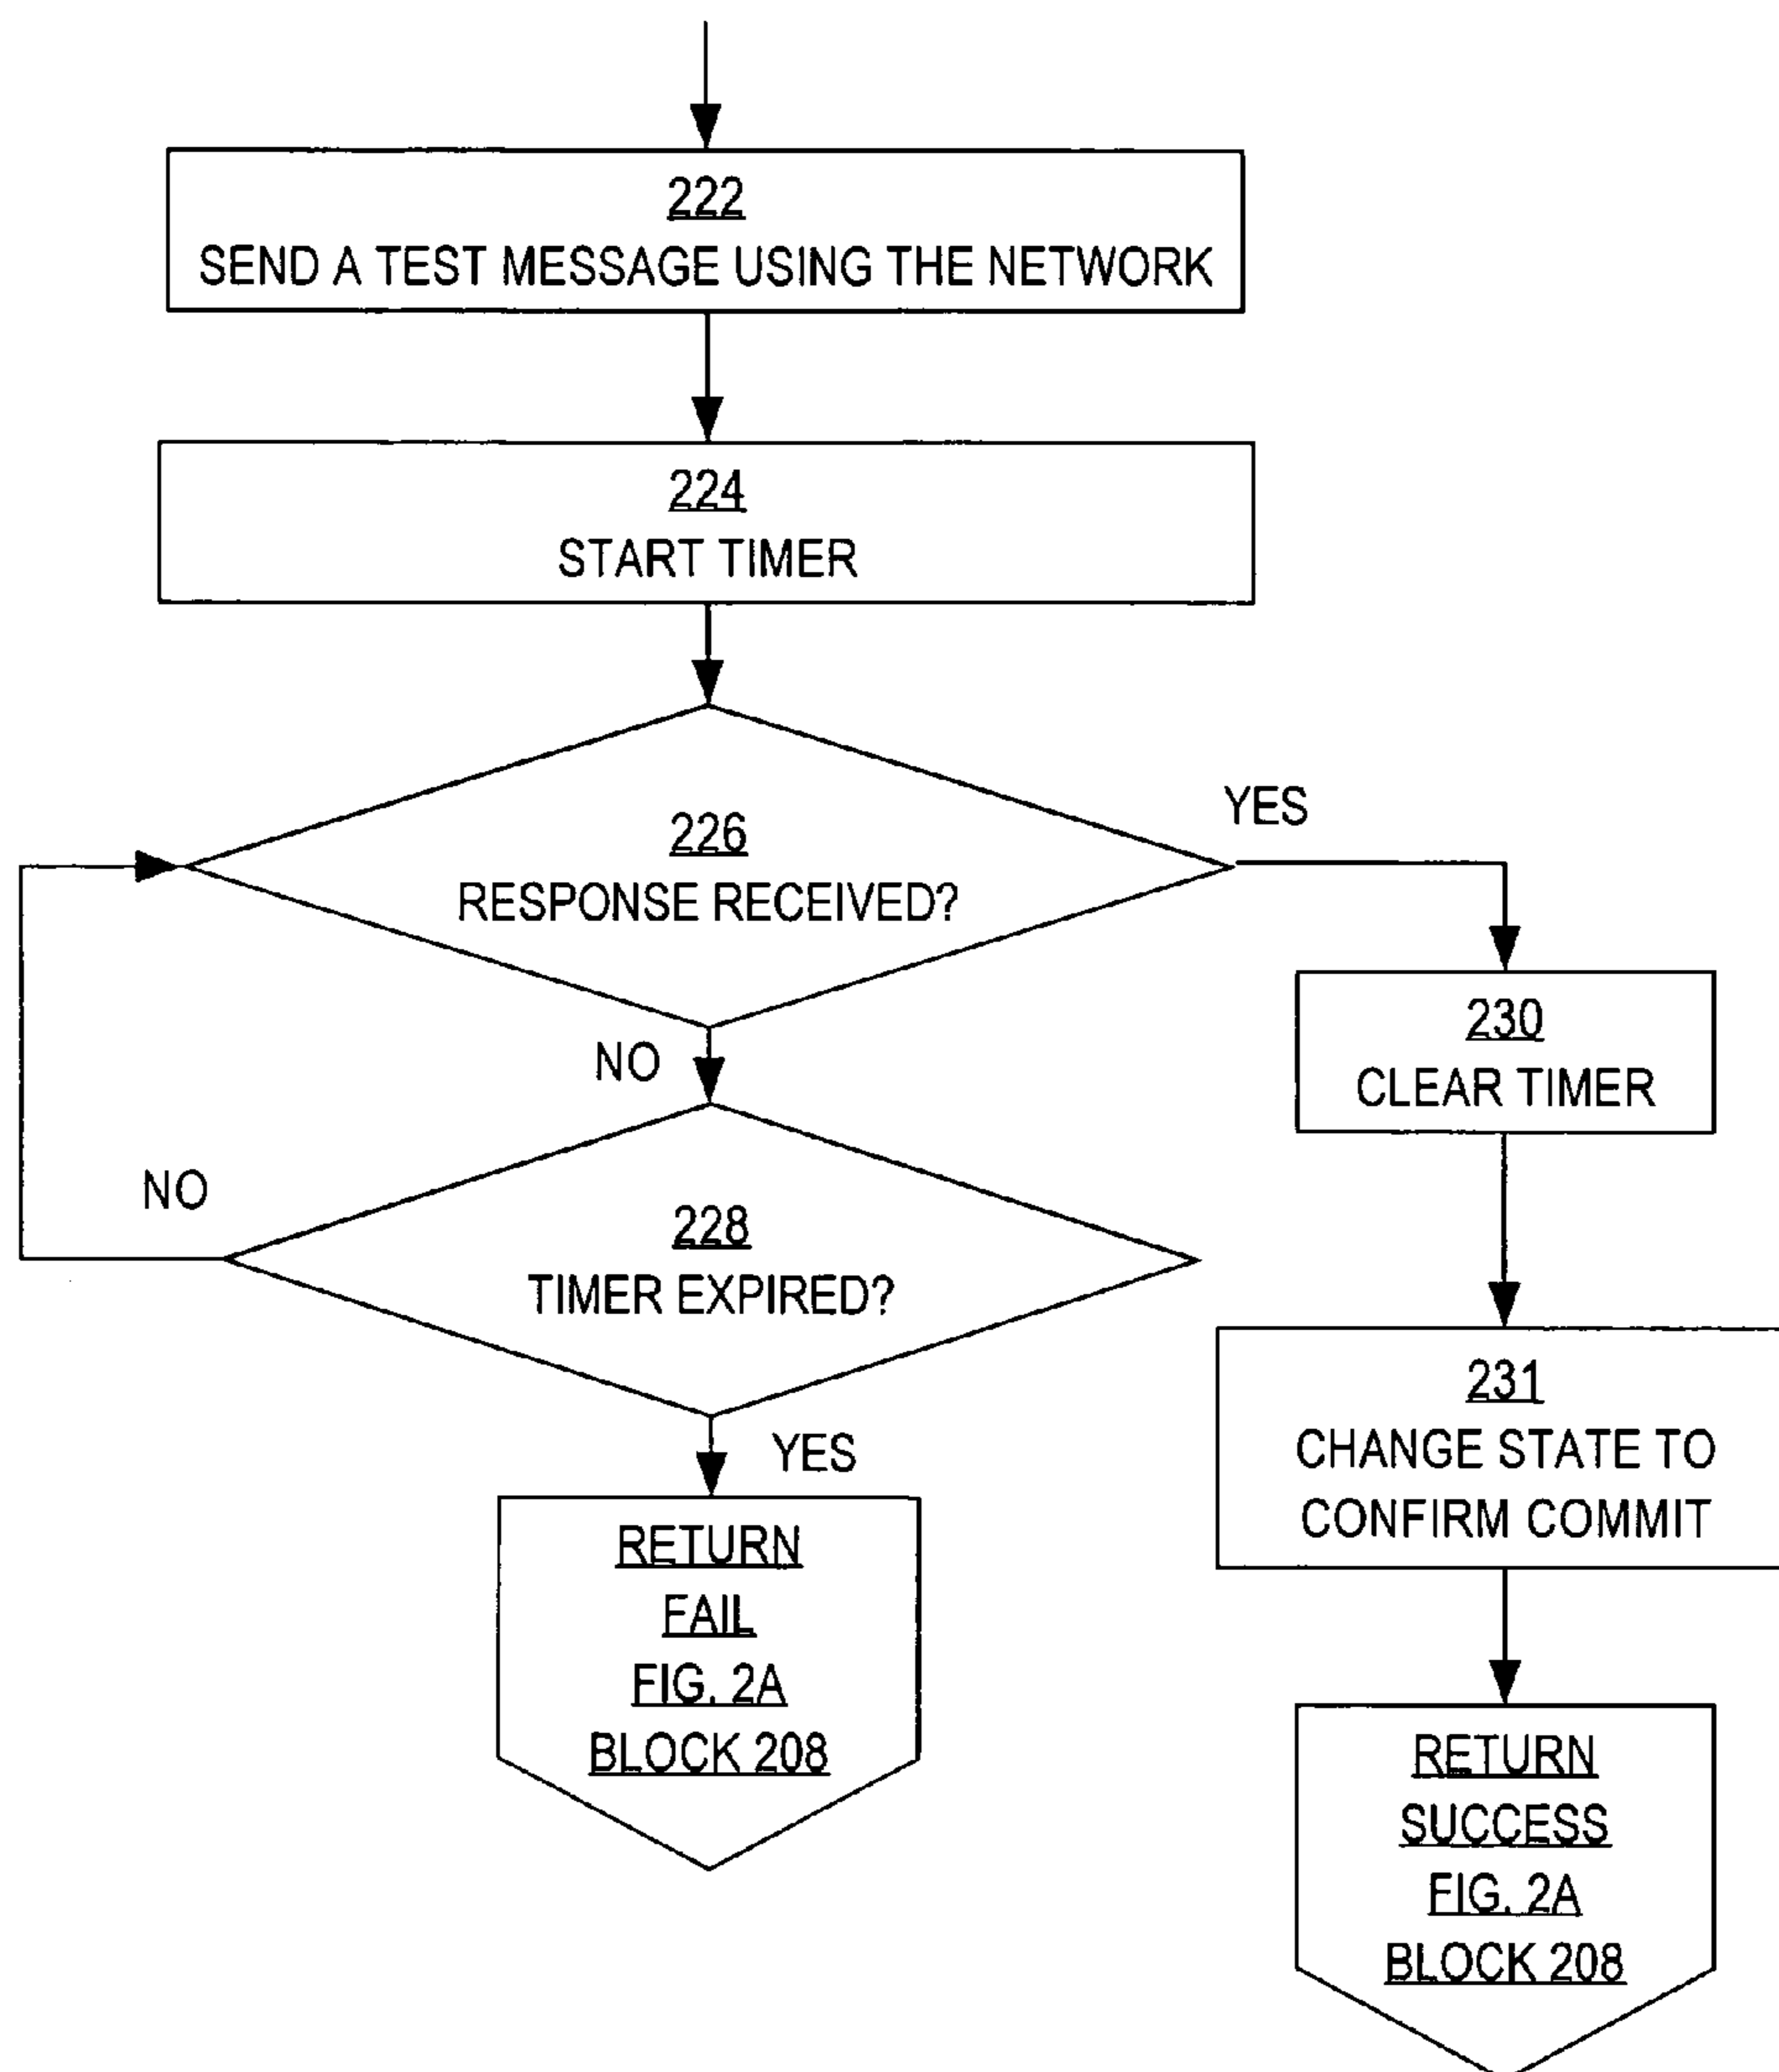 222
SEND A TEST MESSAGE USING THE NETWORK
224
START TIMER
226
RESPONSE RECEIVED?
YES
NO
230
CLEAR TIMER
228
TIMER EXPIRED?
NO
YES
231
CHANGE STATE TO
CONFIRM COMMIT
RETURN
FAIL
FIG. 2A
BLOCK 208
RETURN
SUCCESS
FIG. 2A
BLOCK 208